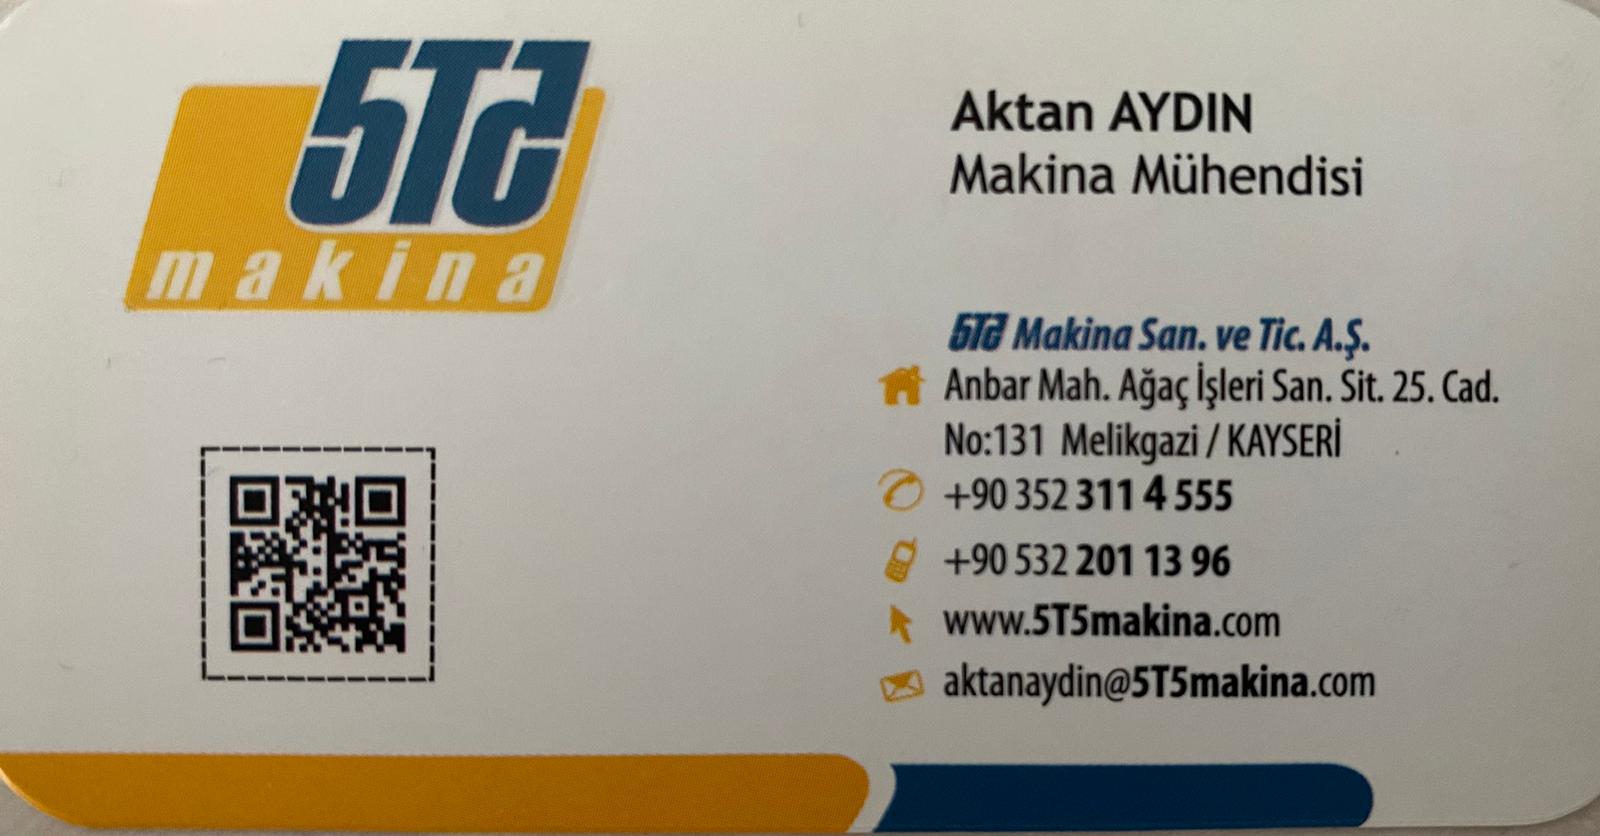 5T5
makina
Aktan AYDIN
Makina Mühendisi
5T5 Makina San. ve Tic. A.Ş.
Anbar Mah. Ağaç İşleri San. Sit. 25. Cad.
No:131 Melikgazi / KAYSERİ
+90 352 311 4 555
+90 532 201 13 96
www.5T5makina.com
aktanaydin@5T5makina.com